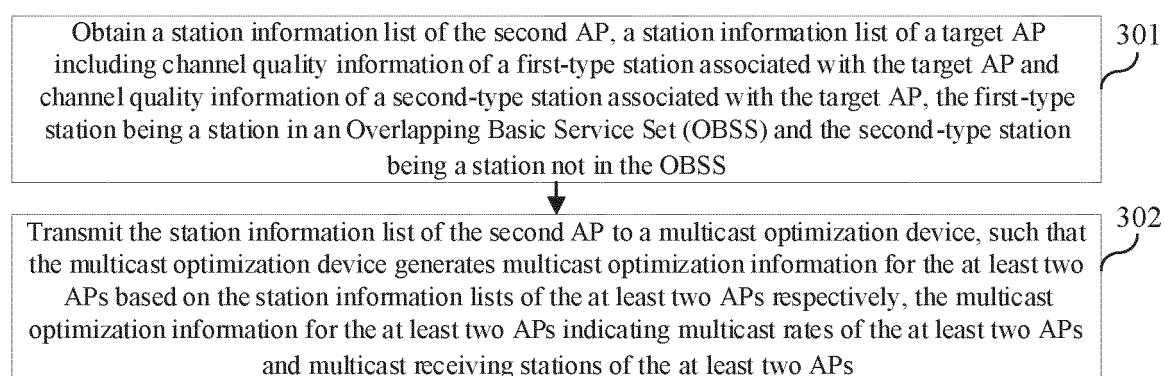 Obtain a station information list of the second AP, a station information list of a target AP
including channel quality information of a first-type station associated with the target AP and
channel quality information of a second-type station associated with the target AP, the first-type
station being a station in an Overlapping Basic Service Set (OBSS) and the second-type station
being a station not in the OBSS
301
Transmit the station information list of the second AP to a multicast optimization device, such that
the multicast optimization device generates multicast optimization information for the at least two
APs based on the station information lists of the at least two APs respectively, the multicast
optimization information for the at least two APs indicating multicast rates of the at least two APs
and multicast receiving stations of the at least two APs
302